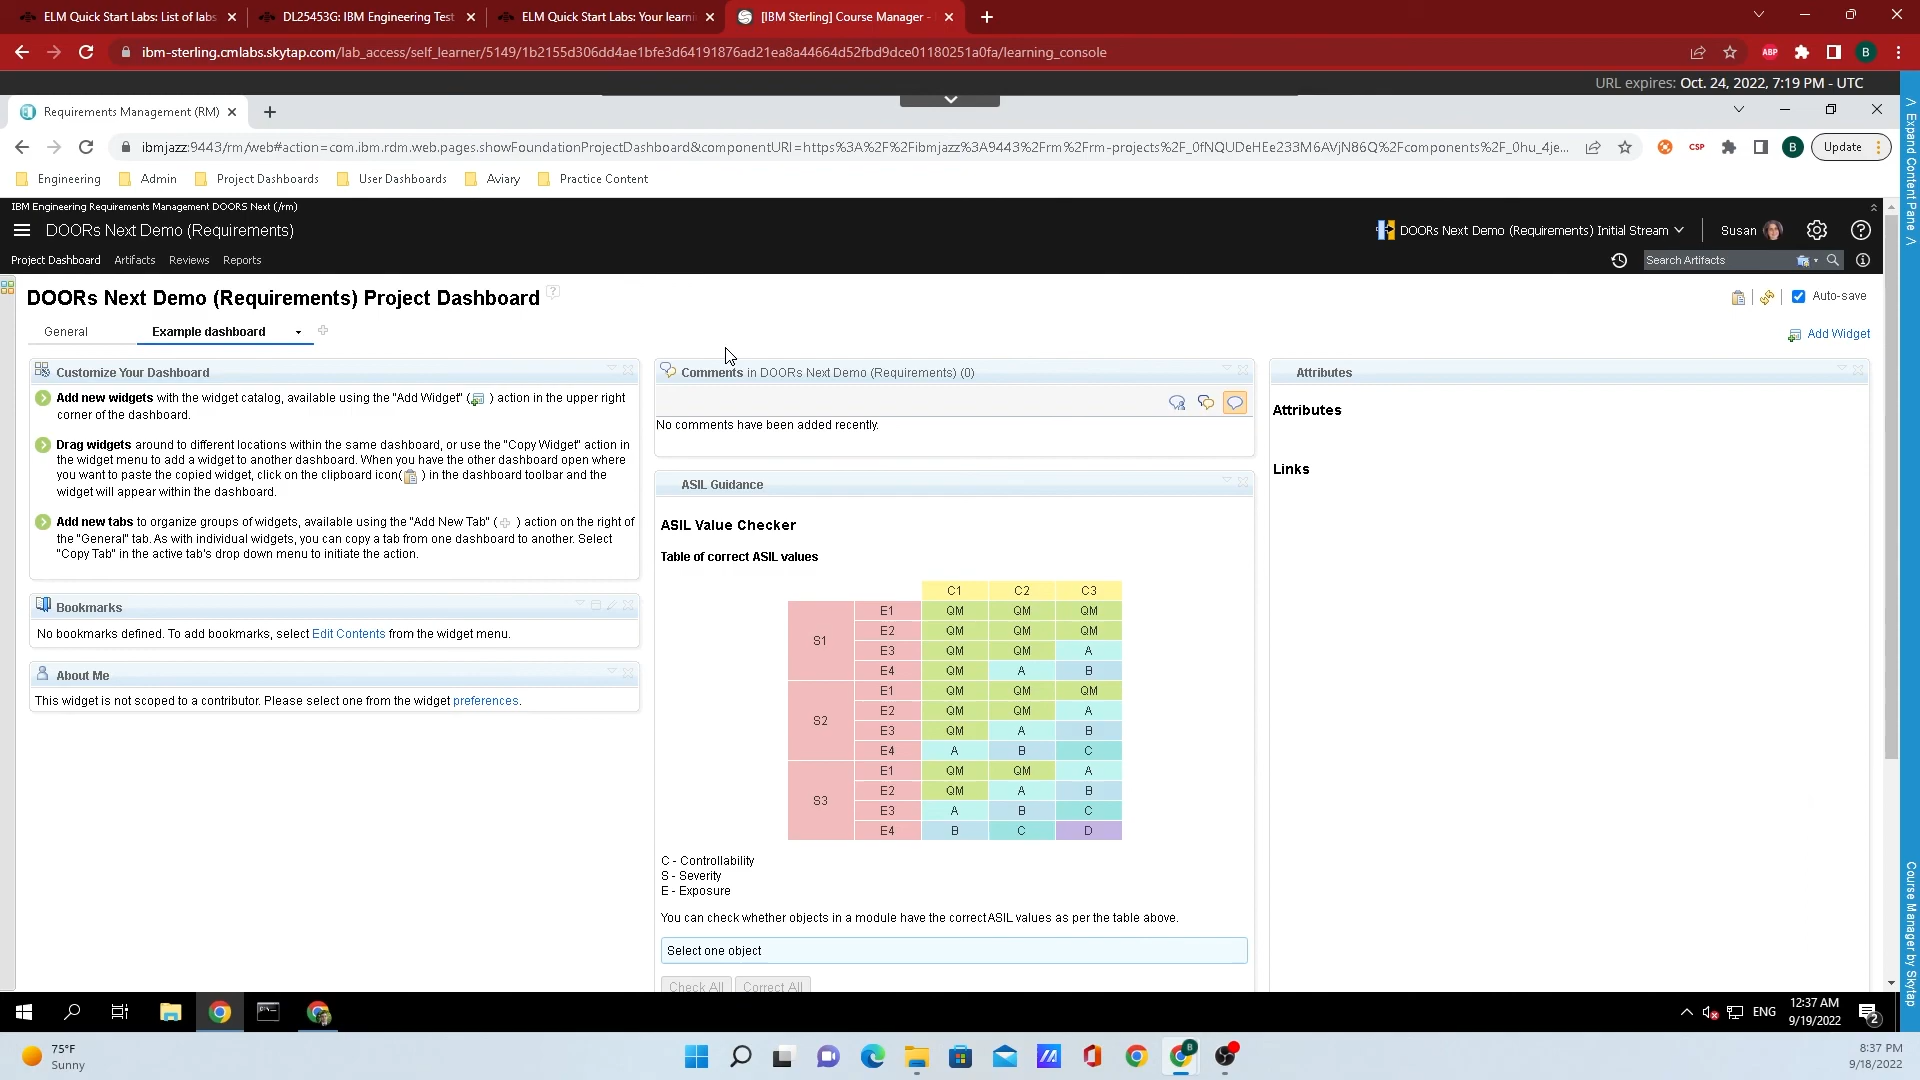 ELM Quick Start Labs: List of labs
DL25453G: IBM Engineering Test
ELM Quick Start Labs: Your learni
[IBM Sterling] Course Manager -
ibm-sterling.cmlabs.skytap.com/lab_access/self_learner/5149/1b2155d306dd4ae1bfe3d64191876ad21ea8a44664d52fbd9dce01180251a0fa/learning_console
ABP
B
URL expires: Oct. 24, 2022, 7:19 PM - UTC
Requirements Management (RM)
ibmjazz:9443/rm/web#action=com.ibm.rdm.web.pages.showFoundationProjectDashboard&componentURI=https%3A%2F%2Fibmjazz%3A9443%2Frm%2Frm-projects%2F_0fNQUDeHEe233M6AVjN86Q%2Fcomponents%2F_0hu_4je...
CSP
B
Update
Engineering
Admin
Project Dashboards
User Dashboards
Aviary
Practice Content
IBM Engineering Requirements Management DOORS Next (/rm)
DOORs Next Demo (Requirements)
DOORs Next Demo (Requirements) Initial Stream
Susan
Project Dashboard
Artifacts
Reviews
Reports
Search Artifacts
DOORs Next Demo (Requirements) Project Dashboard
Auto-save
General
Example dashboard
Add Widget
Customize Your Dashboard
Add new widgets with the widget catalog, available using the "Add Widget" ( ) action in the upper right
corner of the dashboard.
Drag widgets around to different locations within the same dashboard, or use the "Copy Widget" action in
the widget menu to add a widget to another dashboard. When you have the other dashboard open where
you want to paste the copied widget, click on the clipboard icon( ) in the dashboard toolbar and the
widget will appear within the dashboard.
Add new tabs to organize groups of widgets, available using the "Add New Tab" ( ) action on the right of
the "General" tab. As with individual widgets, you can copy a tab from one dashboard to another. Select
"Copy Tab" in the active tab's drop down menu to initiate the action.
Bookmarks
No bookmarks defined. To add bookmarks, select Edit Contents from the widget menu.
About Me
This widget is not scoped to a contributor. Please select one from the widget preferences.
Comments in DOORs Next Demo (Requirements) (0)
No comments have been added recently.
ASIL Guidance
ASIL Value Checker
Table of correct ASIL values
C1 C2 C3
S1
E1 QM QM QM
E2 QM QM QM
E3 QM QM A
E4 QM A B
S2
E1 QM QM QM
E2 QM QM A
E3 QM A B
E4 A B C
S3
E1 QM QM A
E2 QM A B
E3 A B C
E4 B C D
C - Controllability
S - Severity
E - Exposure
You can check whether objects in a module have the correct ASIL values as per the table above.
Select one object
Check All
Correct All
Attributes
Attributes
Links
Expand Content Pane
Course Manager by Skytap
ENG
12:37 AM
9/19/2022
2
75°F
Sunny
B
8:37 PM
9/18/2022